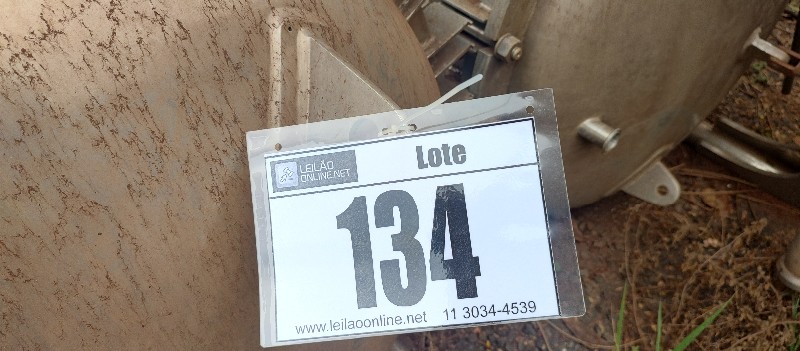 LEILÃO
ONLINE.NET
Lote
134
www.leilaoonline.net 11 3034-4539